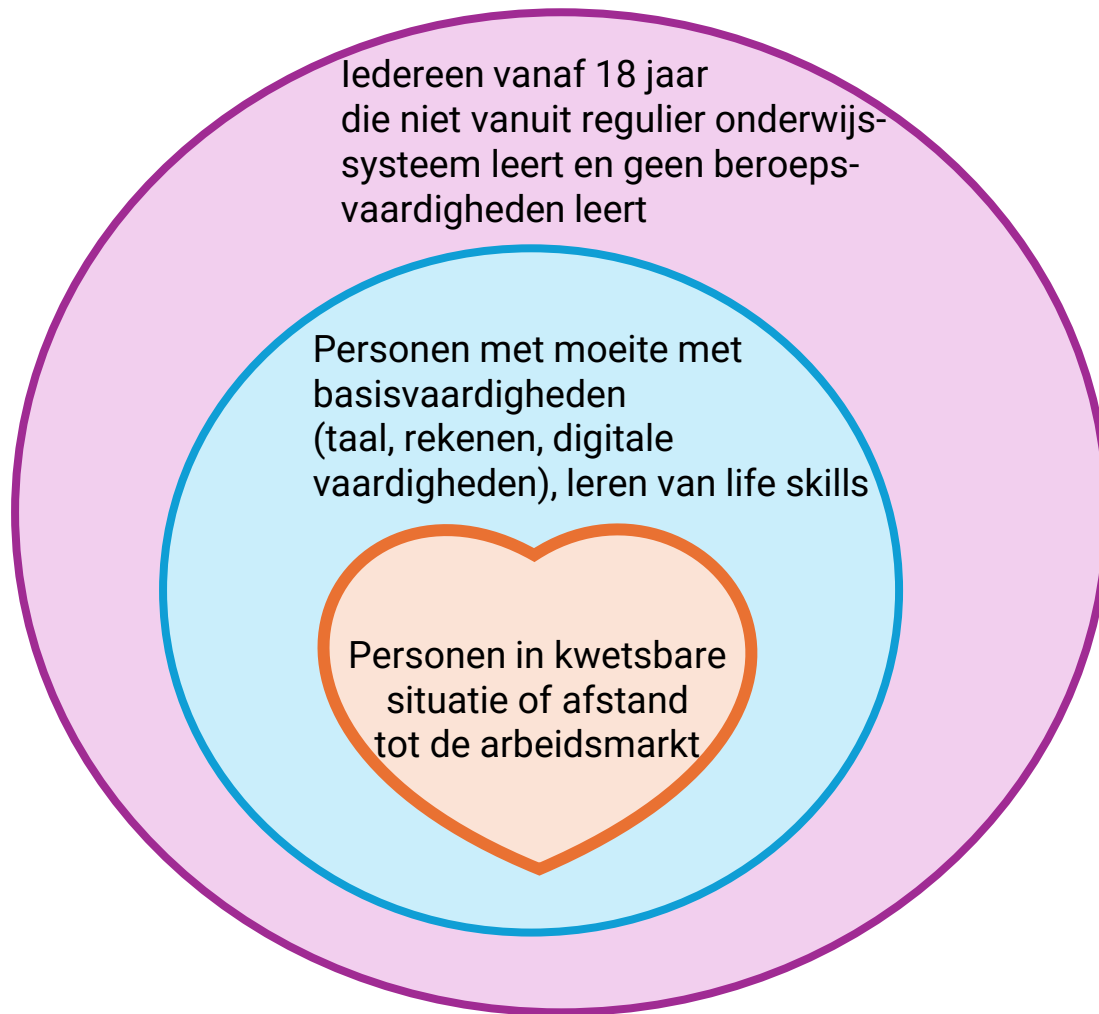 Iedereen vanaf 18 jaar
die niet vanuit regulier onderwijs-
systeem leert en geen beroeps-
vaardigheden leert
Personen met moeite met
basisvaardigheden
(taal, rekenen, digitale
vaardigheden), leren van life skills
Personen in kwetsbare
situatie of afstand
tot de arbeidsmarkt